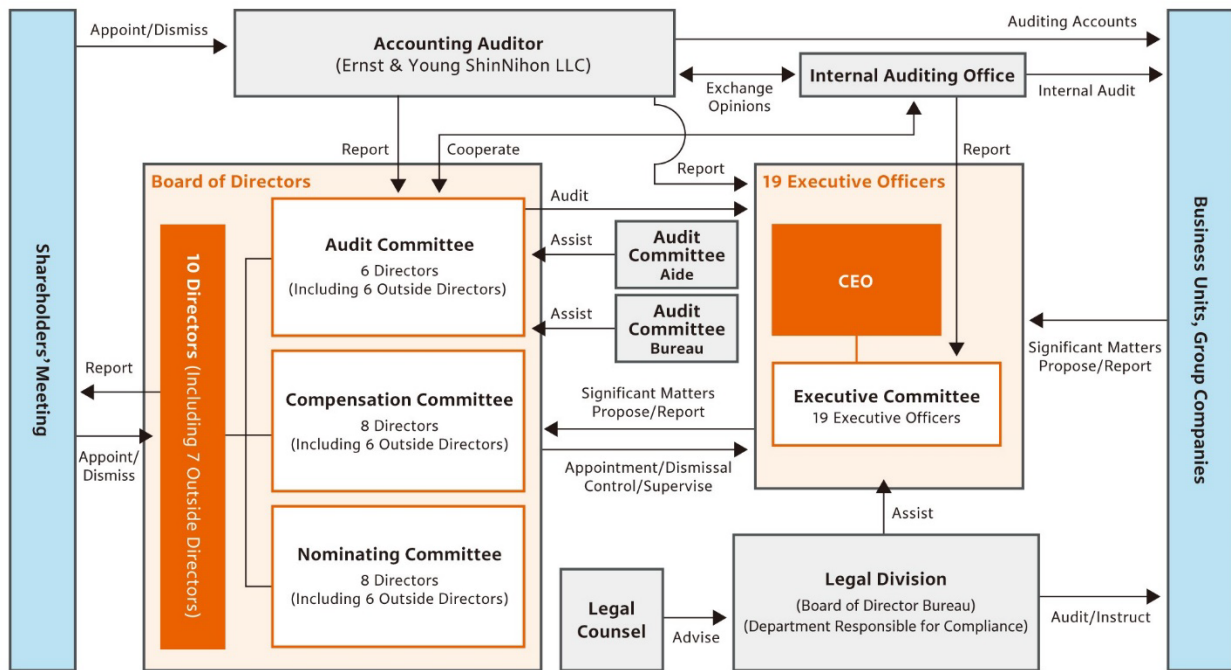 Appoint/Dismiss
Accounting Auditor
(Ernst & Young ShinNihon LLC)
Auditing Accounts
Exchange
Opinions
Internal Auditing Office
Internal Audit
Report
Cooperate
Report
Report
Shareholders' Meeting
Board of Directors
10 Directors (Including 7 Outside Directors)
Audit Committee
6 Directors
(Including 6 Outside Directors)
Audit
Assist
Audit
Committee
Aide
Assist
Audit
Committee
Bureau
19 Executive Officers
CEO
Executive Committee
19 Executive Officers
Business Units, Group Companies
Significant Matters
Propose/Report
Report
Appoint/
Dismiss
Compensation Committee
8 Directors
(Including 6 Outside Directors)
Significant Matters
Propose/Report
Appointment/Dismissal
Control/Supervise
Nominating Committee
8 Directors
(Including 6 Outside Directors)
Assist
Legal
Counsel
Advise
Legal Division
(Board of Director Bureau)
(Department Responsible for Compliance)
Audit/Instruct